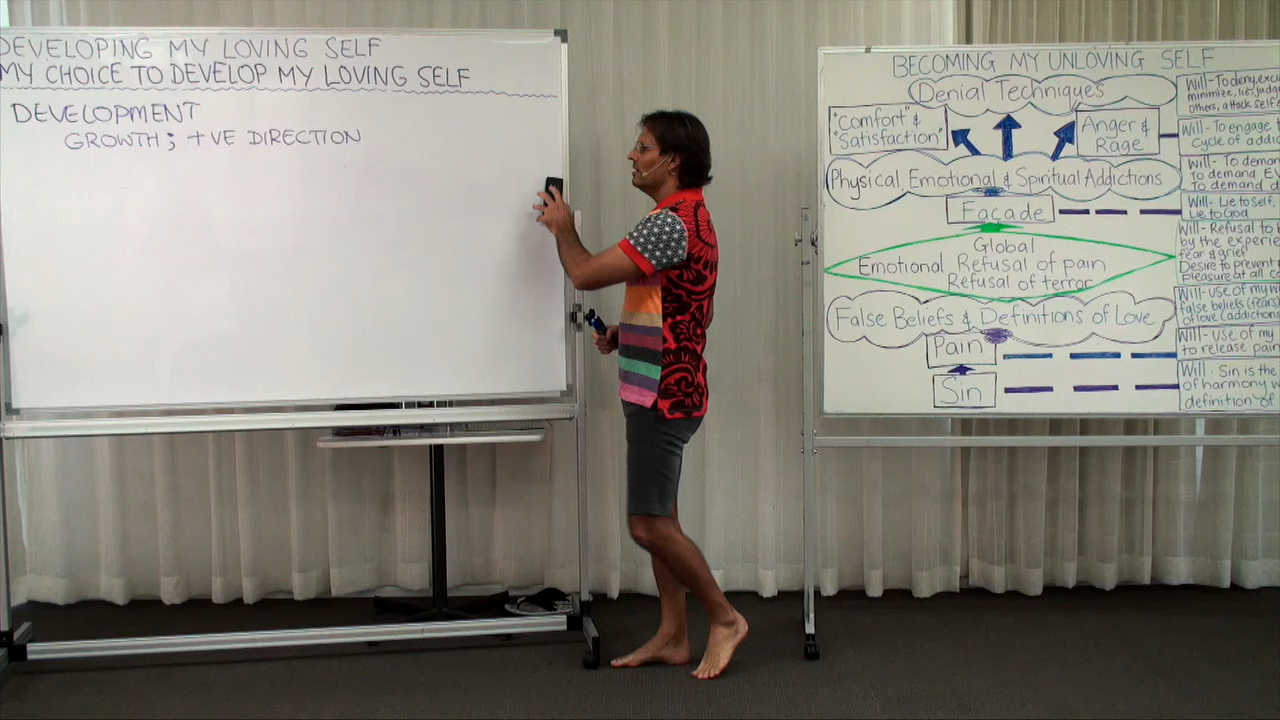 DEVELOPING MY LOVING SELF
MY CHOICE TO DEVELOP MY LOVING SELF
DEVELOPMENT
GROWTH; +VE DIRECTION
BECOMING MY UNLOVING SELF
Denial Techniques
"Comfort" &
"Satisfaction"
Anger &
Rage
Physical Emotional & Spiritual Addictions
Façade
Global
Emotional Refusal of pain
Refusal of terror
False Beliefs & Definitions of Love
Pain
Sin
Will - To deny,
minimize, lie,
others, attack self
Will - To engage
cycle of
Will - To
To demand
To demand
Will - Lie to self,
Lie to God
Will - Refusal to
by the
fear & grief
Desire to prevent
pleasure at all
Will - use of my
false beliefs
of love
Will - use of my
to release pain
Will - Sin is the
of harmony
definition of